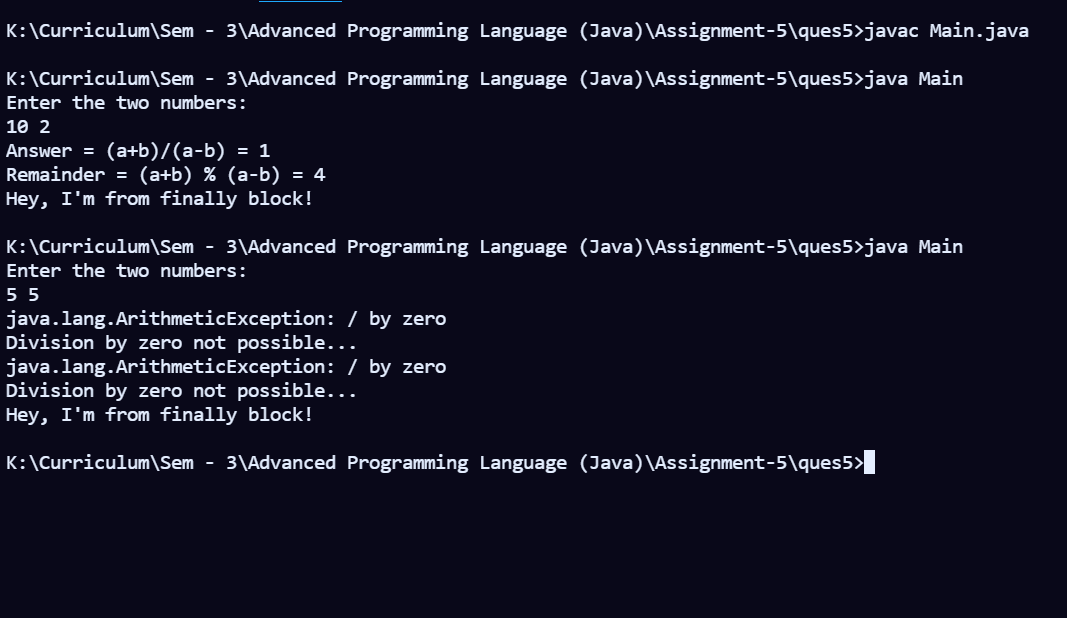 K:\Curriculum\Sem - 3\Advanced Programming Language (Java)\Assignment-5\ques5>javac Main.java
K:\Curriculum\Sem - 3\Advanced Programming Language (Java)\Assignment-5\ques5>java Main
Enter the two numbers:
10 2
Answer = (a+b)/(a-b) = 1
Remainder = (a+b) % (a-b) = 4
Hey, I'm from finally block!
K:\Curriculum\Sem - 3\Advanced Programming Language (Java)\Assignment-5\ques5>java Main
Enter the two numbers:
5 5
java.lang.ArithmeticException: / by zero
Division by zero not possible...
java.lang.ArithmeticException: / by zero
Division by zero not possible...
Hey, I'm from finally block!
K:\Curriculum\Sem - 3\Advanced Programming Language (Java)\Assignment-5\ques5>